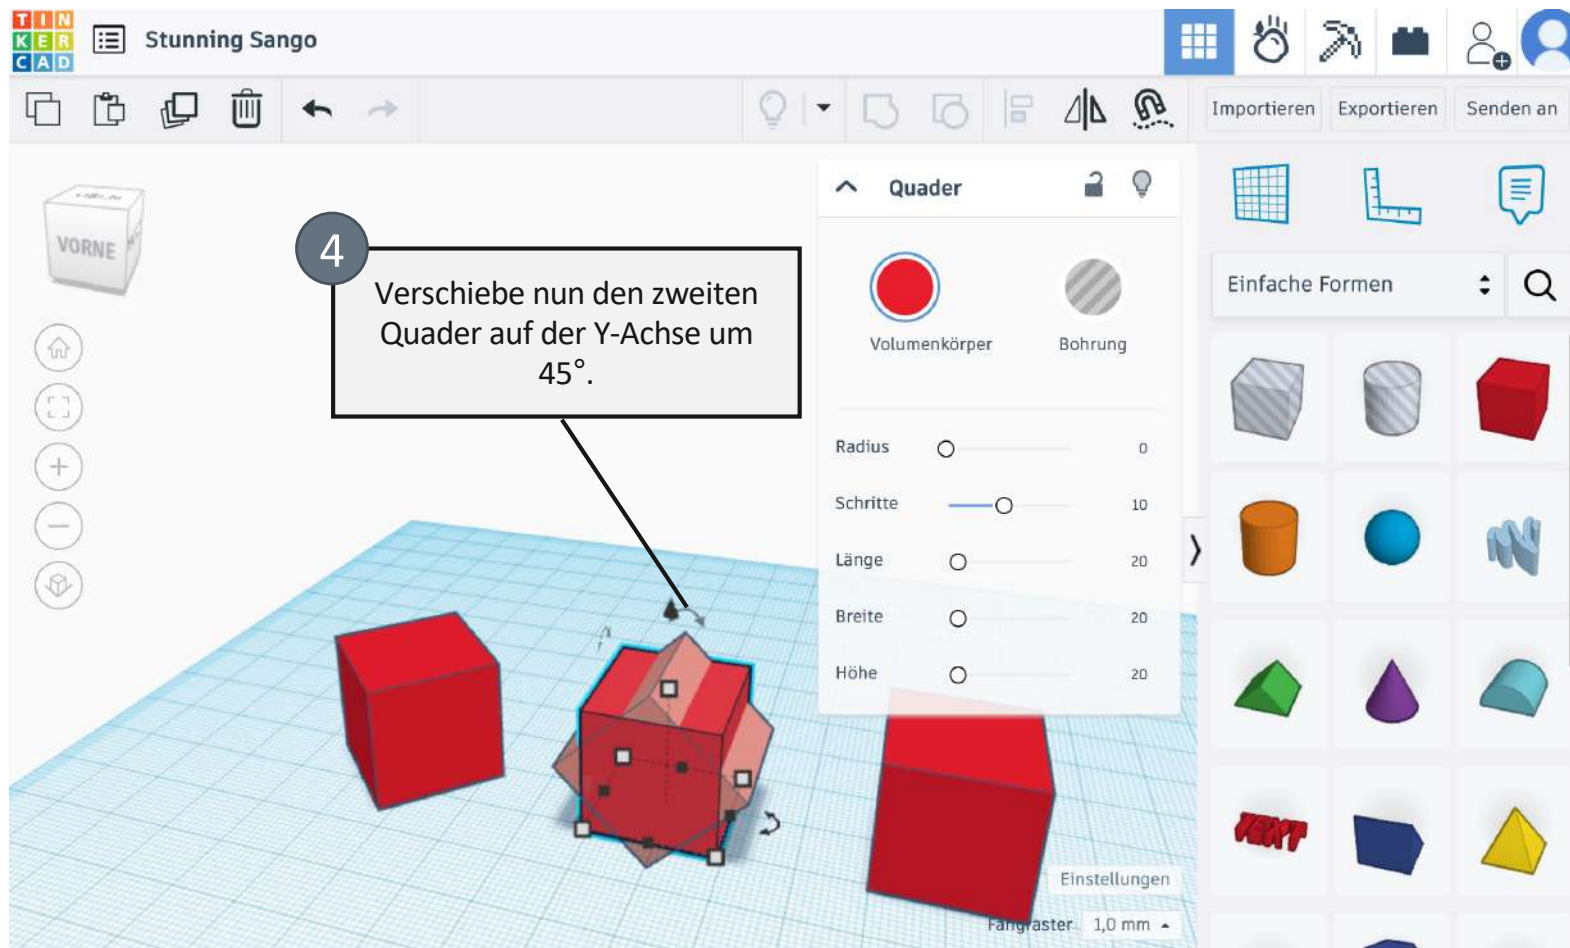 TIN
KER
CAD
Stunning Sango
Importieren
Exportieren
Senden an
VORNE
4
Verschiebe nun den zweiten
Quader auf der Y-Achse um
45°.
Quader
Volumenkörper
Bohrung
Radius 0
Schritte 10
Länge 20
Breite 20
Höhe 20
Einfache Formen
TEXT
Einstellungen
Fangraster 1,0 mm